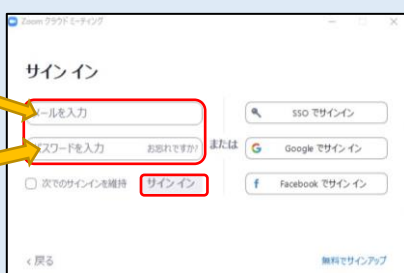 Zoom クラウド ミーティング
サイン イン
メールを入力
パスワードを入力 お忘れですか?
次でのサインインを維持 サイン イン
または
SSO でサインイン
G Google でサイン イン
f Facebook でサイン イン
< 戻る
無料でサインアップ